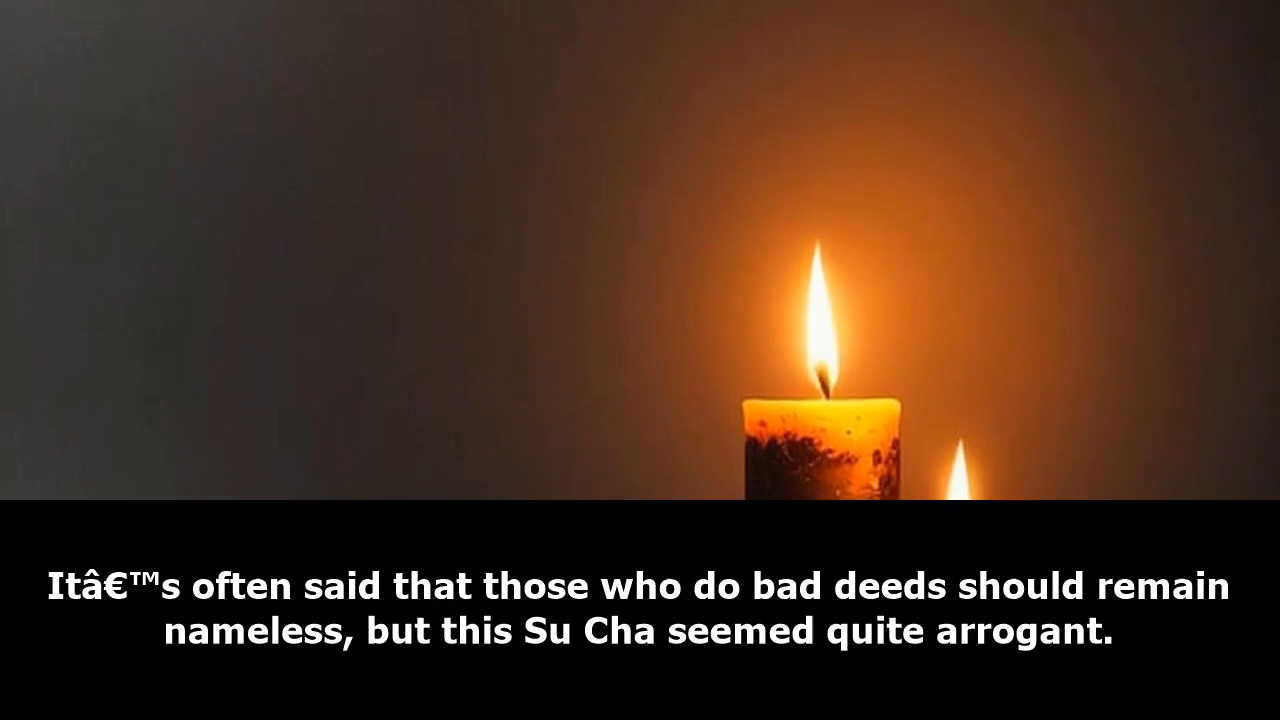 Itâ€™s often said that those who do bad deeds should remain
nameless, but this Su Cha seemed quite arrogant.